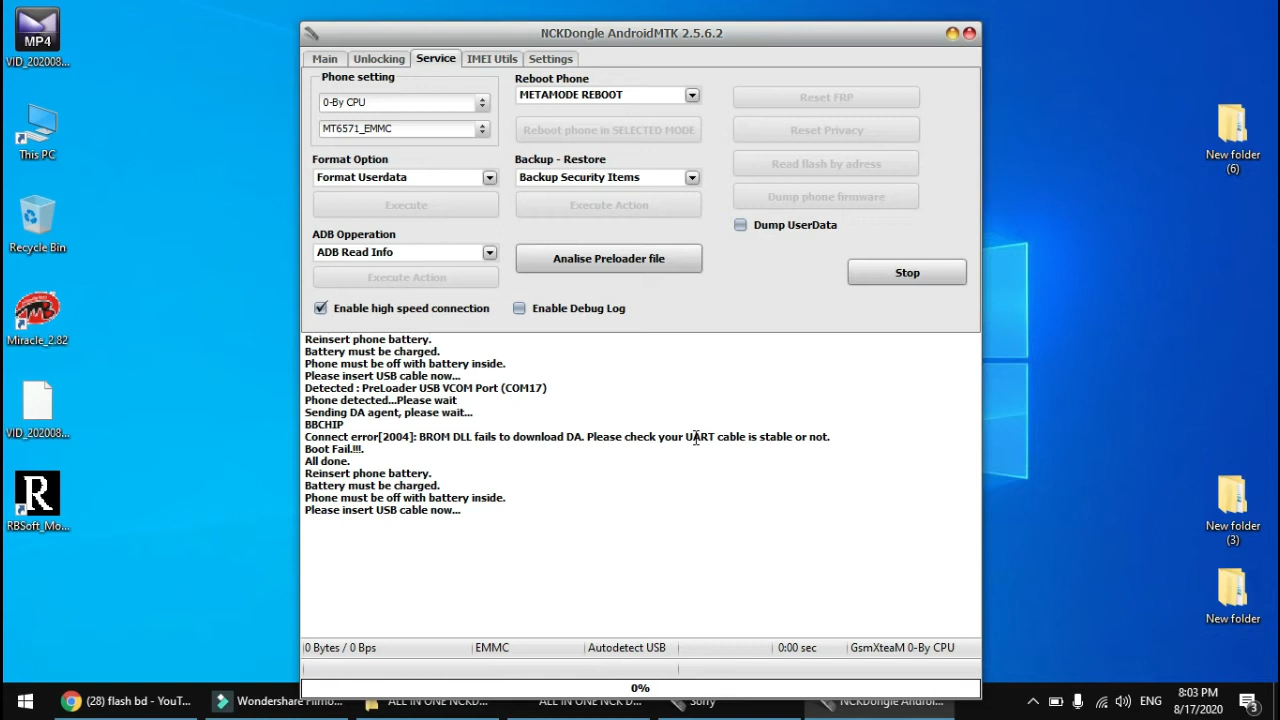 MP4
VID_202008...
This PC
Recycle Bin
Miracle_2.82
VID_202008...
R
RBSoft_Mo...
NCKDongle AndroidMTK 2.5.6.2
Main
Unlocking
Service
IMEI Utils
Settings
Phone setting
0-By CPU
MT6571_EMMC
Reboot Phone
METAMODE REBOOT
Reboot phone in SELECTED MODE
Reset FRP
Reset Privacy
Format Option
Format Userdata
Execute
Backup - Restore
Backup Security Items
Execute Action
Read flash by adress
Dump phone firmware
Dump UserData
ADB Opperation
ADB Read Info
Execute Action
Analise Preloader file
Stop
Enable high speed connection
Enable Debug Log
Reinsert phone battery.
Battery must be charged.
Phone must be off with battery inside.
Please insert USB cable now...
Detected : PreLoader USB VCOM Port (COM17)
Phone detected...Please wait
Sending DA agent, please wait...
BBCHIP
Connect error[2004]: BROM DLL fails to download DA. Please check your UART cable is stable or not.
Boot Fail.!!!.
All done.
Reinsert phone battery.
Battery must be charged.
Phone must be off with battery inside.
Please insert USB cable now...
0 Bytes / 0 Bps
EMMC
Autodetect USB
0:00 sec
GsmXteaM 0-By CPU
0%
New folder
(6)
New folder
(3)
New folder
(28) flash bd - YouT...
Wondershare Filmo...
ALL IN ONE NCKD...
ALL IN ONE NCK D...
Sorry
NCKDongle Androi...
ENG
8:03 PM
8/17/2020
3